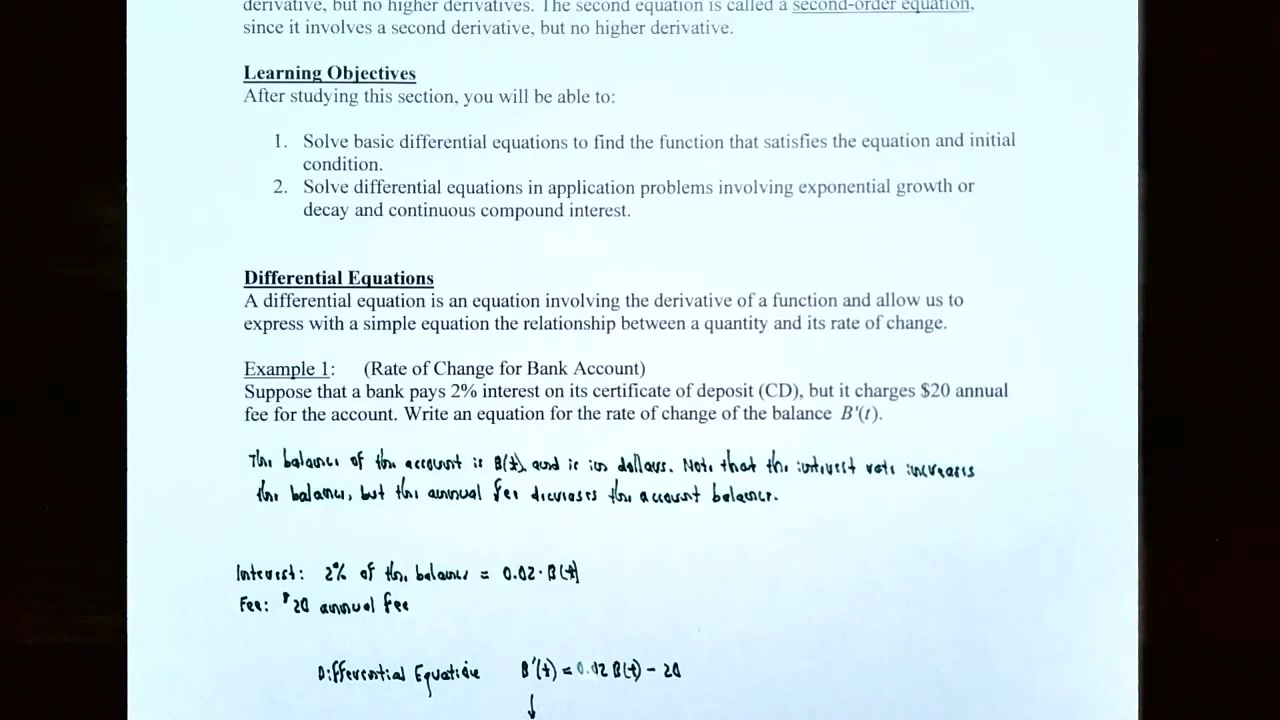 derivative, but no higher derivatives. The second equation is called a second-order equation,
since it involves a second derivative, but no higher derivative.
Learning Objectives
After studying this section, you will be able to:
1. Solve basic differential equations to find the function that satisfies the equation and initial
condition.
2. Solve differential equations in application problems involving exponential growth or
decay and continuous compound interest.
Differential Equations
A differential equation is an equation involving the derivative of a function and allow us to
express with a simple equation the relationship between a quantity and its rate of change.
Example 1: (Rate of Change for Bank Account)
Suppose that a bank pays 2% interest on its certificate of deposit (CD), but it charges $20 annual
fee for the account. Write an equation for the rate of change of the balance B'(t).
The balance of the account is B(t) and is in dollars. Note that the interest rate increases
the balance, but the annual fee decreases the account balance.
Interest: 2% of the balance = 0.02 · B(t)
Fee: $20 annual fee
Differential Equation B'(t) = 0.02 B(t) - 20
↓